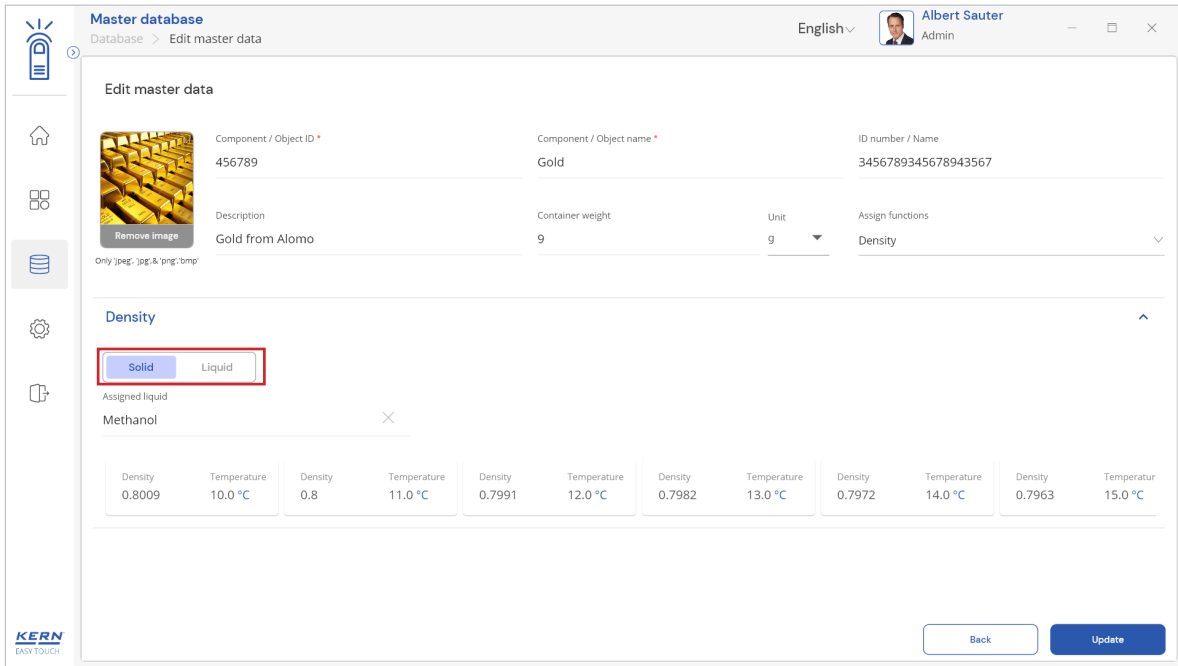 Master database
Database > Edit master data
English
Albert Sauter
Admin
Edit master data
Component / Object ID *
456789
Component / Object name *
Gold
ID number / Name
3456789345678943567
Remove image
Only 'jpeg', 'jpg',& 'png','bmp'
Description
Gold from Alomo
Container weight
9
Unit
g
Assign functions
Density
Density
Solid
Liquid
Assigned liquid
Methanol
Density Temperature Density Temperature Density Temperature Density Temperature Density Temperature Density Temperatur
0.8009 10.0 °C 0.8 11.0 °C 0.7991 12.0 °C 0.7982 13.0 °C 0.7972 14.0 °C 0.7963 15.0 °C
Back
Update
KERN
EASY TOUCH